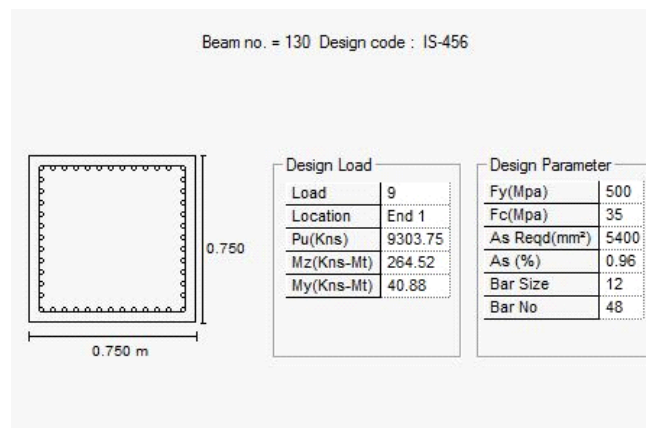 Beam no. = 130 Design code : IS-456
0.750
0.750 m
Design Load
Load 9
Location End 1
Pu(Kns) 9303.75
Mz(Kns-Mt) 264.52
My(Kns-Mt) 40.88
Design Parameter
Fy(Mpa) 500
Fc(Mpa) 35
As Reqd(mm²) 5400
As (%) 0.96
Bar Size 12
Bar No 48